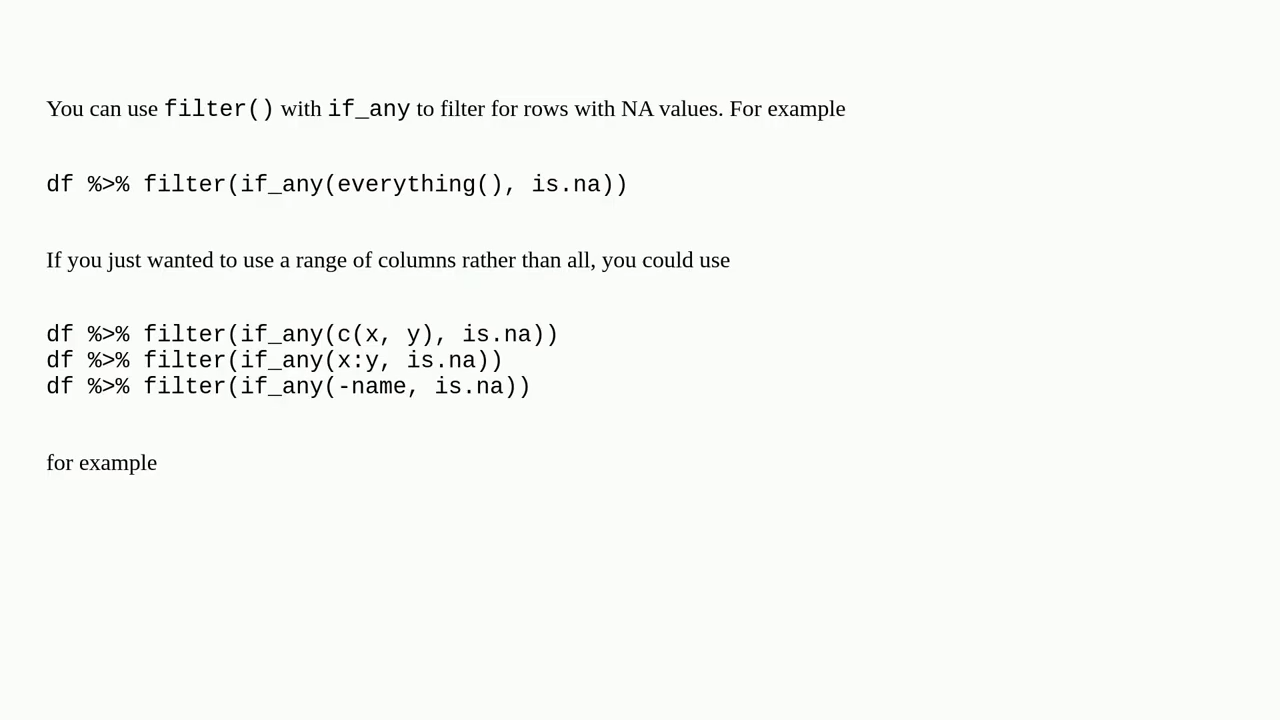 You can use filter() with if_any to filter for rows with NA values. For example
df %>% filter(if_any(everything(), is.na))
If you just wanted to use a range of columns rather than all, you could use
df %>% filter(if_any(c(x, y), is.na))
df %>% filter(if_any(x:y, is.na))
df %>% filter(if_any(-name, is.na))
for example